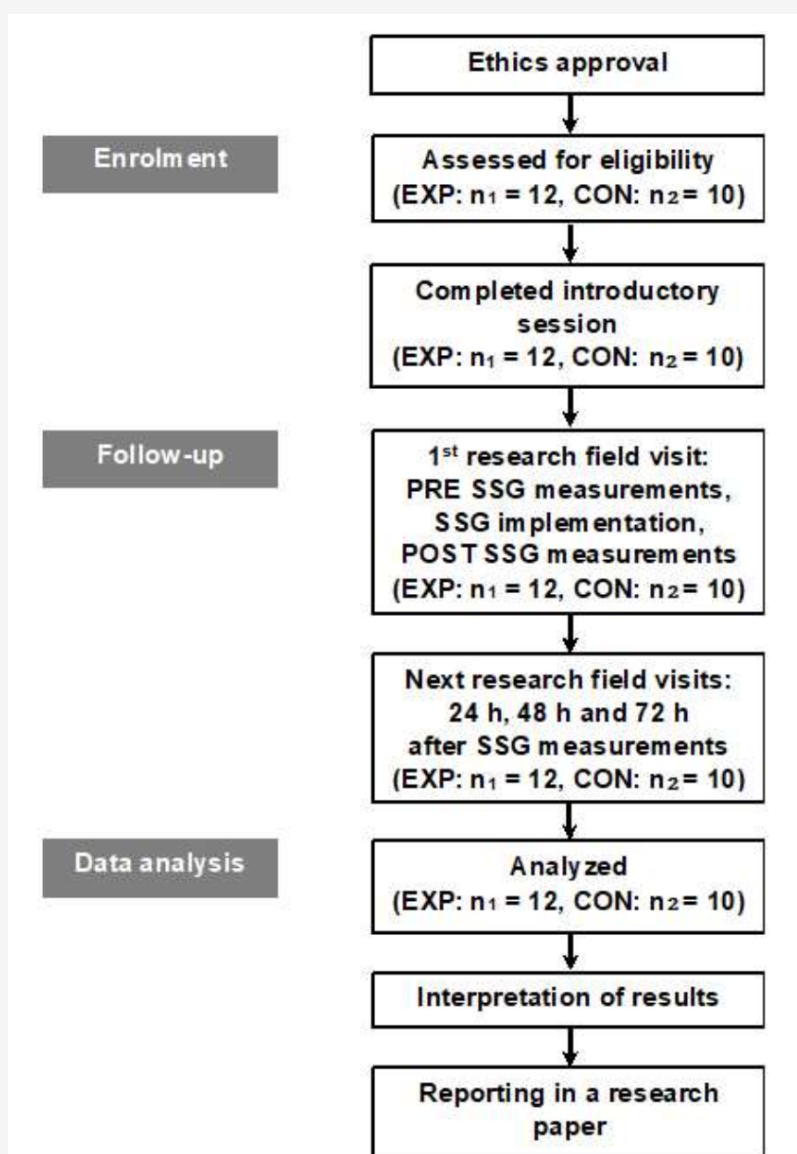 Ethics approval
Enrolment
Assessed for eligibility
(EXP: n₁ = 12, CON: n₂ = 10)
Completed introductory
session
(EXP: n₁ = 12, CON: n₂ = 10)
Follow-up
1ˢᵗ research field visit:
PRE SSG measurements,
SSG implementation,
POST SSG measurements
(EXP: n₁ = 12, CON: n₂ = 10)
Next research field visits:
24 h, 48 h and 72 h
after SSG measurements
(EXP: n₁ = 12, CON: n₂ = 10)
Data analysis
Analyzed
(EXP: n₁ = 12, CON: n₂ = 10)
Interpretation of results
Reporting in a research
paper